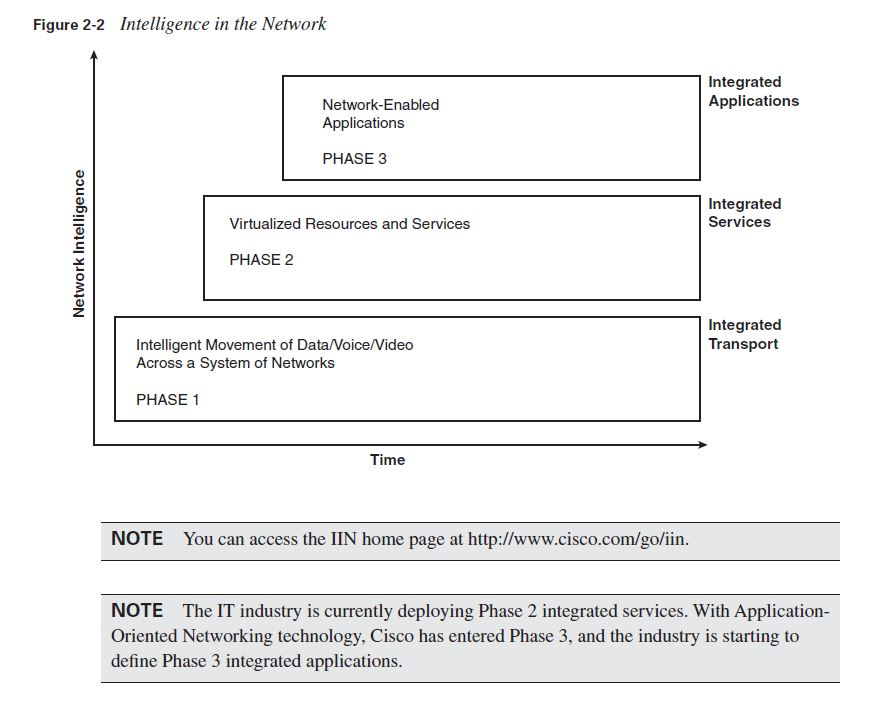 Figure 2-2 Intelligence in the Network
Integrated
Applications
Network-Enabled
Applications
PHASE 3
Integrated
Services
Virtualized Resources and Services
PHASE 2
Network Intelligence
Integrated
Transport
Intelligent Movement of Data/Voice/Video
Across a System of Networks
PHASE 1
Time
NOTE You can access the IIN home page at http://www.cisco.com/go/iin.
NOTE The IT industry is currently deploying Phase 2 integrated services. With Application-
Oriented Networking technology, Cisco has entered Phase 3, and the industry is starting to
define Phase 3 integrated applications.